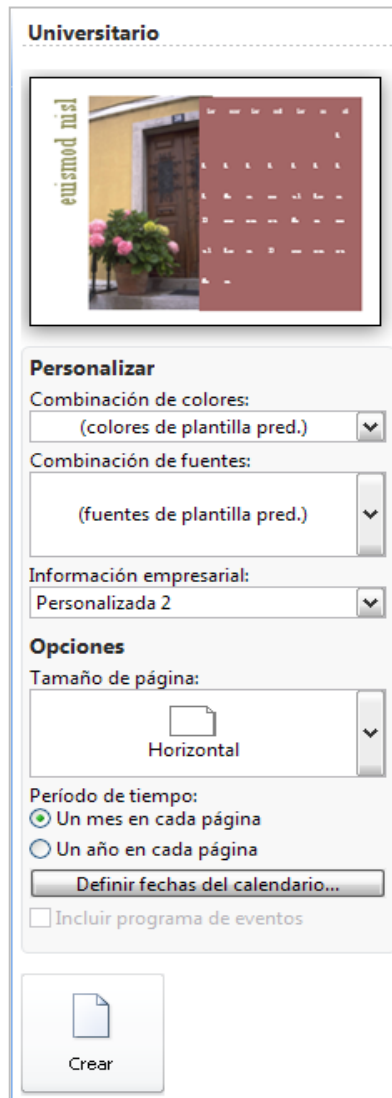 Universitario
euismod nisl
Personalizar
Combinación de colores:
(colores de plantilla pred.)
Combinación de fuentes:
(fuentes de plantilla pred.)
Información empresarial:
Personalizada 2
Opciones
Tamaño de página:
Horizontal
Período de tiempo:
Un mes en cada página
Un año en cada página
Definir fechas del calendario...
Incluir programa de eventos
Crear